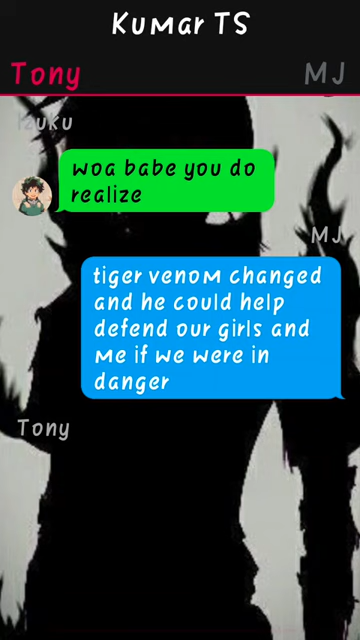 Kumar TS
Tony MJ
Izuku
woa babe you do
realize
MJ
tiger venom changed
and he could help
defend our girls and
me if we were in
danger
Tony